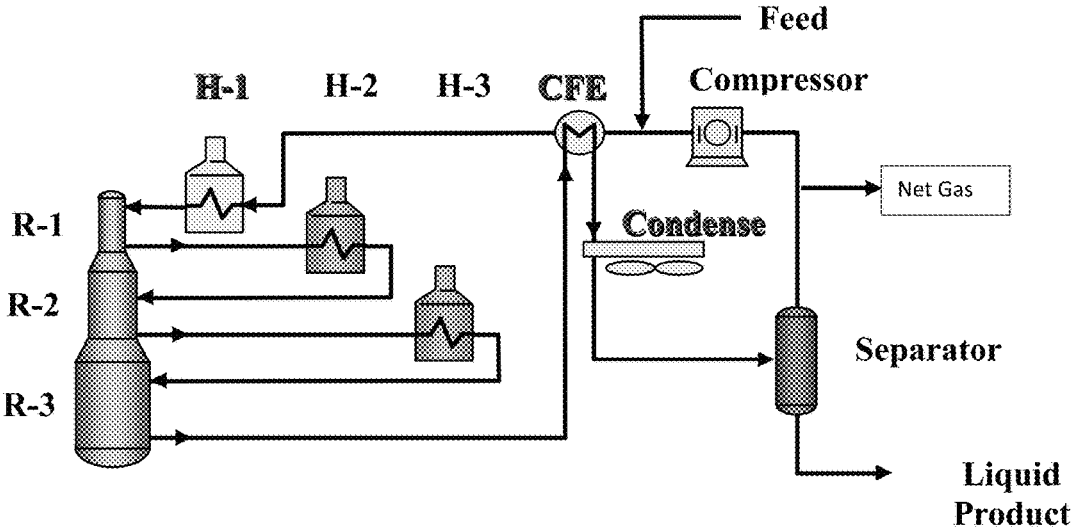 Feed
Compressor
H-1
H-2
H-3
CFE
Net Gas
R-1
Condense
R-2
Separator
R-3
Liquid
Product